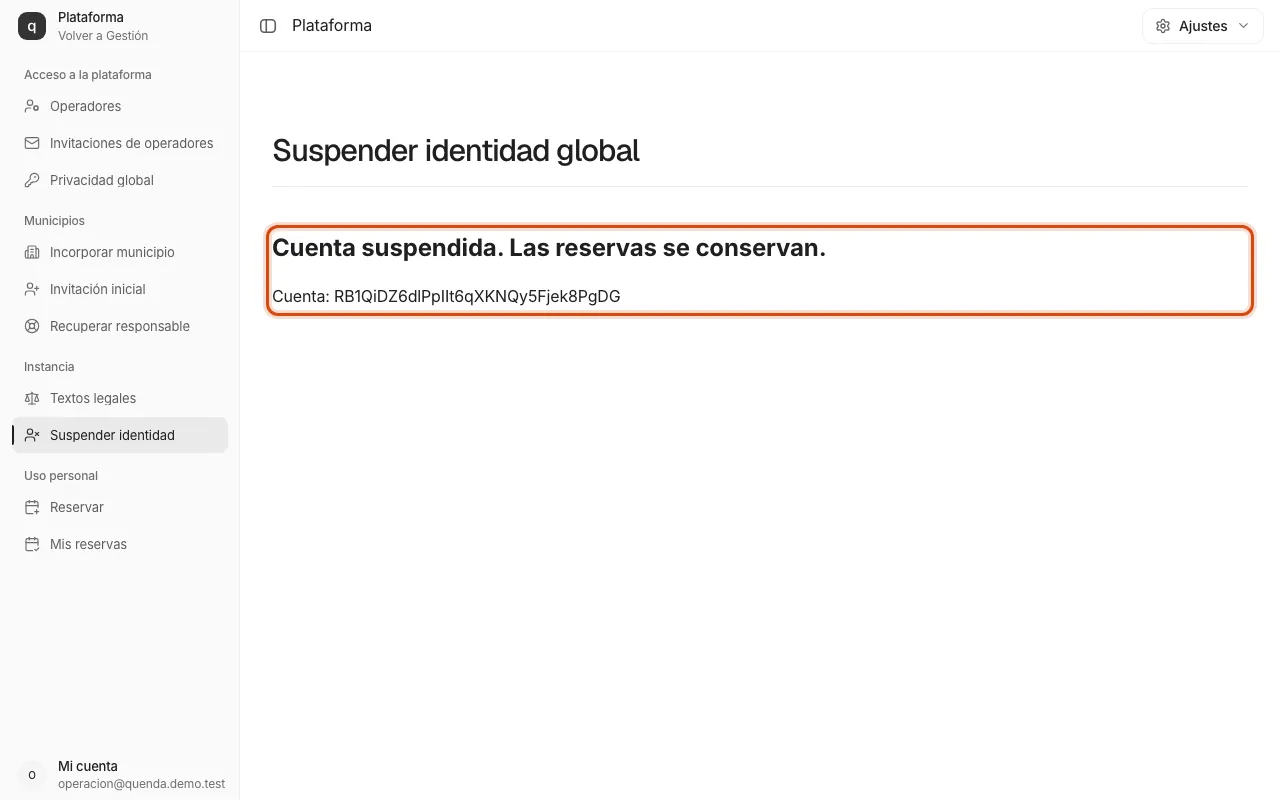 q
Plataforma
Volver a Gestión
Acceso a la plataforma
Operadores
Invitaciones de operadores
Privacidad global
Municipios
Incorporar municipio
Invitación inicial
Recuperar responsable
Instancia
Textos legales
Suspender identidad
Uso personal
Reservar
Mis reservas
O
Mi cuenta
operacion@quenda.demo.test
Plataforma
Ajustes
Suspender identidad global
Cuenta suspendida. Las reservas se conservan.
Cuenta: